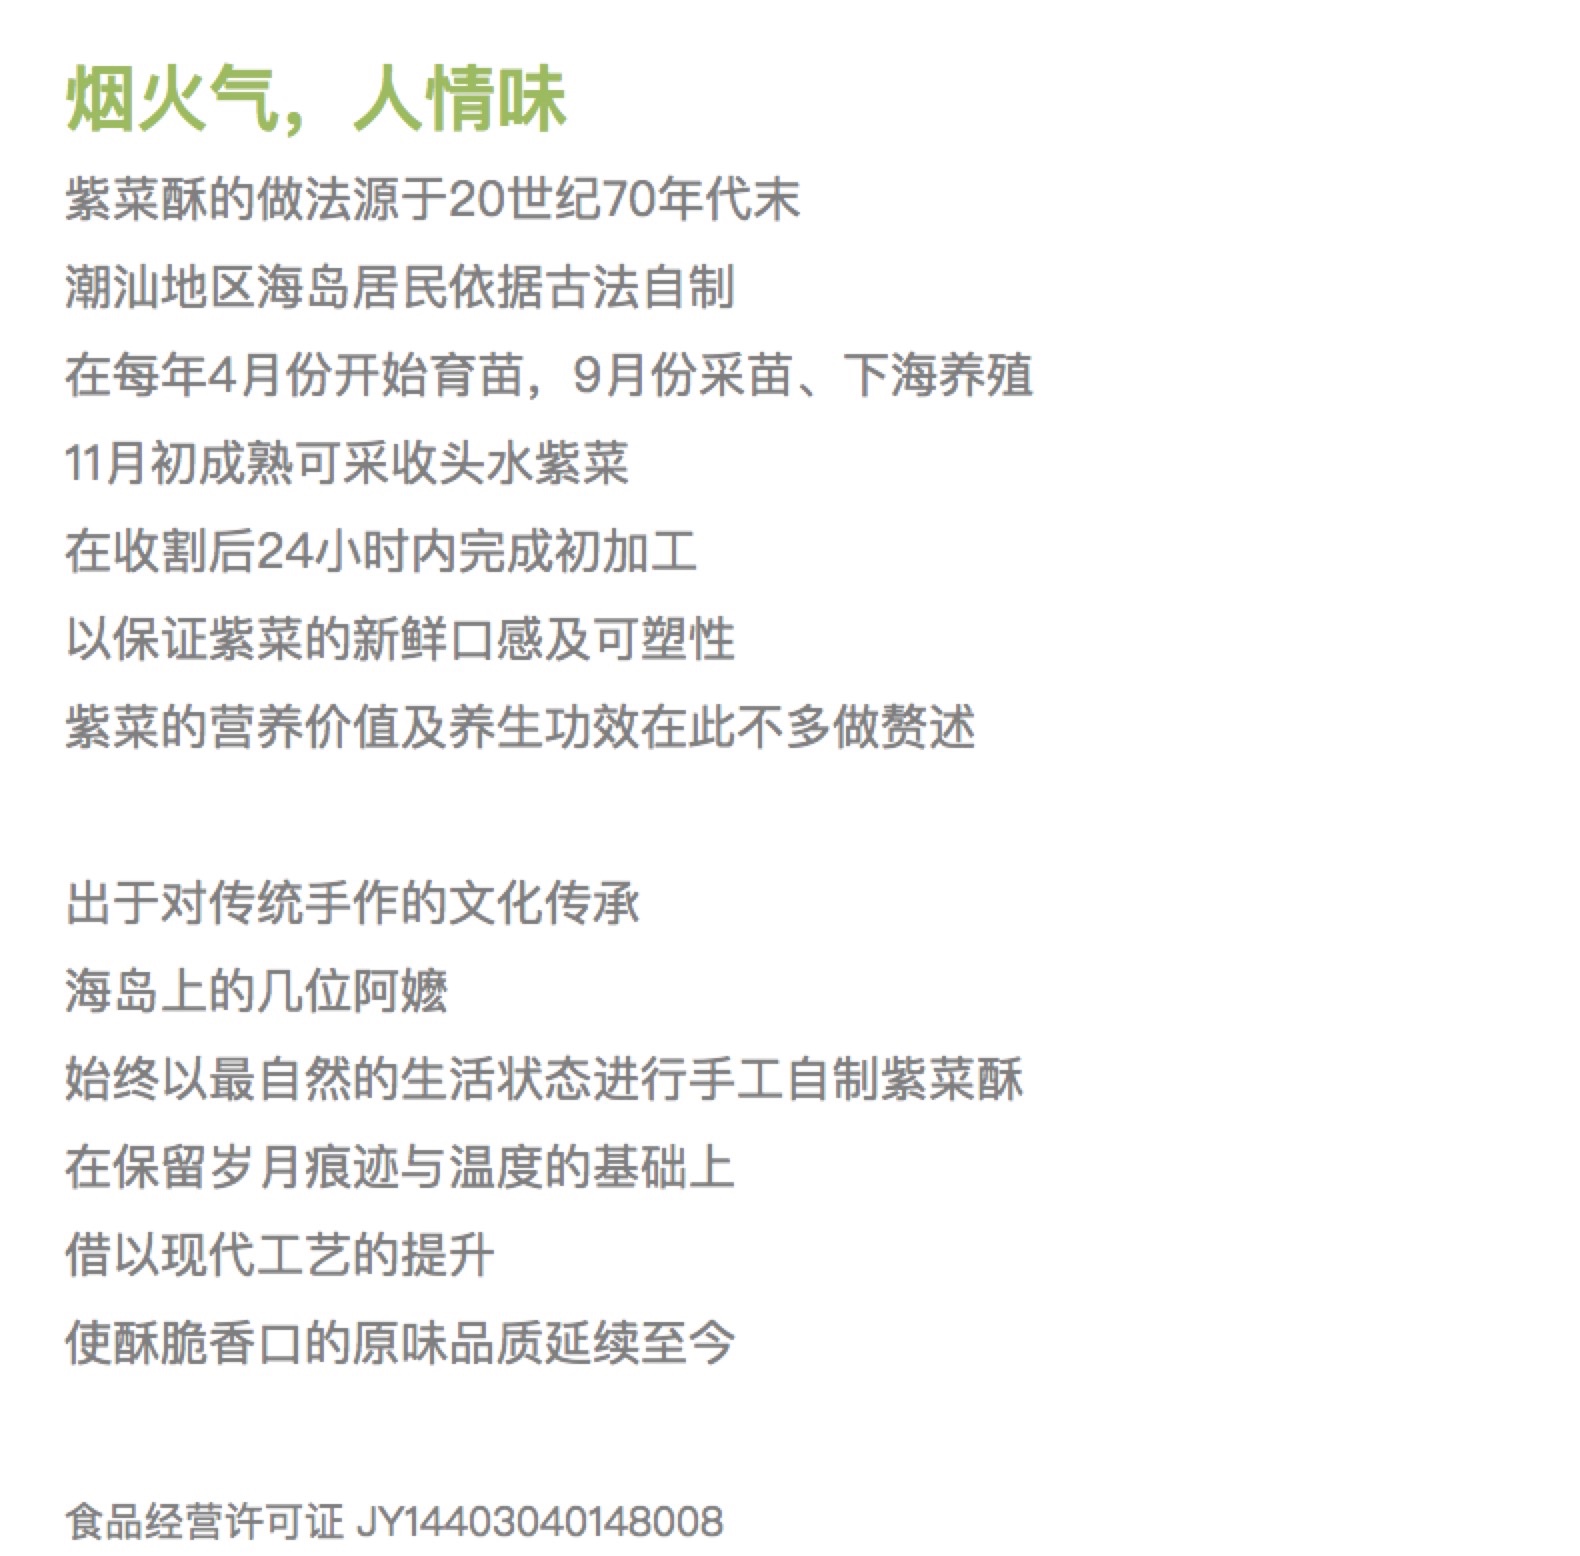 烟火气，人情味
紫菜酥的做法源于20世纪70年代末
潮汕地区海岛居民依据古法自制
在每年4月份开始育苗，9月份采苗、下海养殖
11月初成熟可采收头水紫菜
在收割后24小时内完成初加工
以保证紫菜的新鲜口感及可塑性
紫菜的营养价值及养生功效在此不多做赘述
出于对传统手作的文化传承
海岛上的几位阿嬷
始终以最自然的生活状态进行手工自制紫菜酥
在保留岁月痕迹与温度的基础上
借以现代工艺的提升
使酥脆香口的原味品质延续至今
食品经营许可证 JY14403040148008